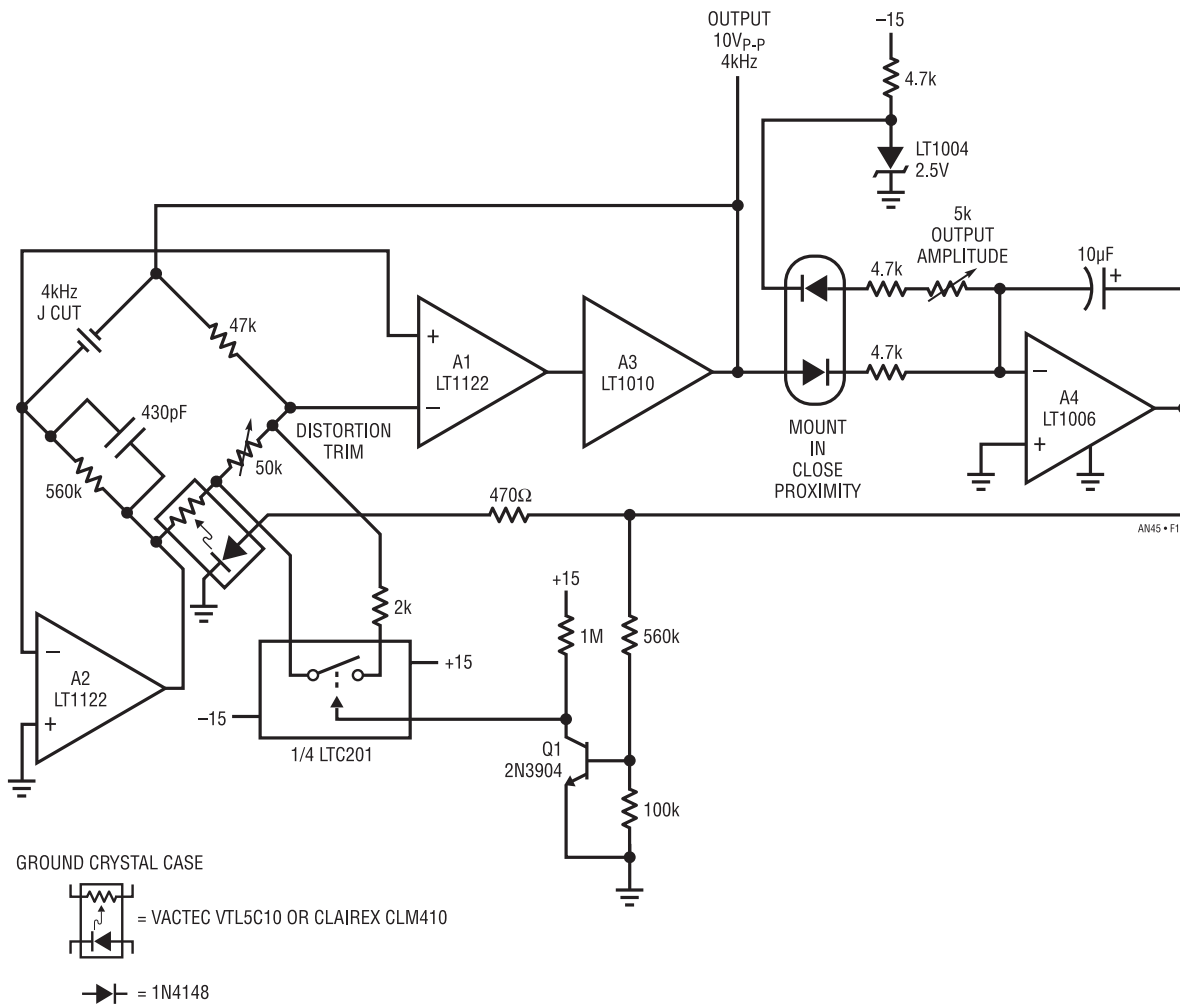 OUTPUT
10VP-P
4kHz
–15
4.7k
LT1004
2.5V
5k
OUTPUT
AMPLITUDE
10µF
+
4kHz
J CUT
47k
+
A1
LT1122
–
A3
LT1010
4.7k
4.7k
–
A4
LT1006
+
430pF
560k
DISTORTION
TRIM
50k
MOUNT
IN
CLOSE
PROXIMITY
470Ω
AN45 • F1
+15
2k
1M
560k
–
A2
LT1122
+
+15
–15
1/4 LTC201
Q1
2N3904
100k
GROUND CRYSTAL CASE
= VACTEC VTL5C10 OR CLAIREX CLM410
= 1N4148